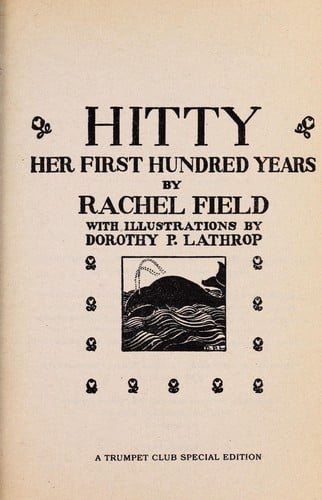 HITTY
HER FIRST HUNDRED YEARS
BY
RACHEL FIELD
WITH ILLUSTRATIONS BY
DOROTHY P. LATHROP
D·P·L·
A TRUMPET CLUB SPECIAL EDITION